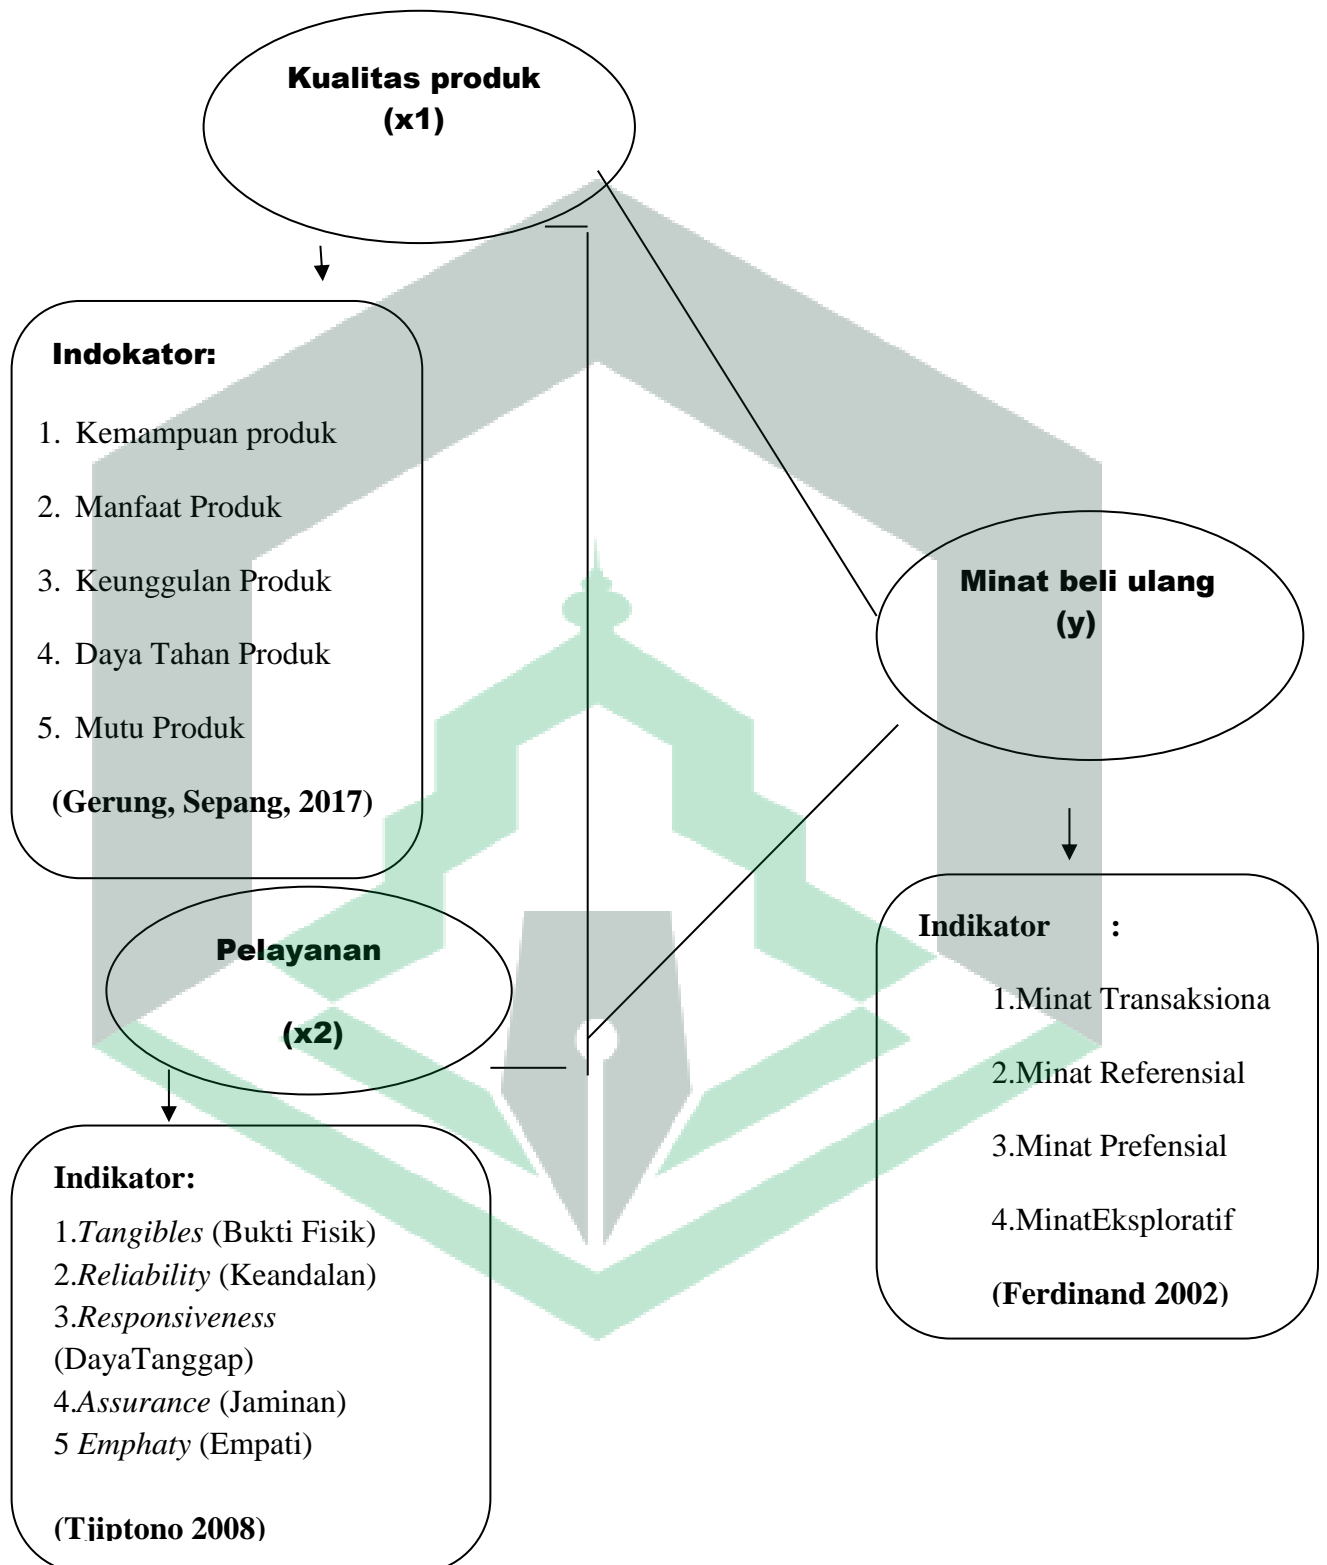 Kualitas produk
(x1)
Indokator:
1. Kemampuan produk
2. Manfaat Produk
3. Keunggulan Produk
4. Daya Tahan Produk
5. Mutu Produk
(Gerung, Sepang, 2017)
Minat beli ulang
(y)
Pelayanan
(x2)
Indikator :
1.Minat Transaksiona
2.Minat Referensial
3.Minat Prefensial
4.MinatEksploratif
(Ferdinand 2002)
Indikator:
1.Tangibles (Bukti Fisik)
2.Reliability (Keandalan)
3.Responsiveness
(DayaTanggap)
4.Assurance (Jaminan)
5 Emphaty (Empati)
(Tjiptono 2008)